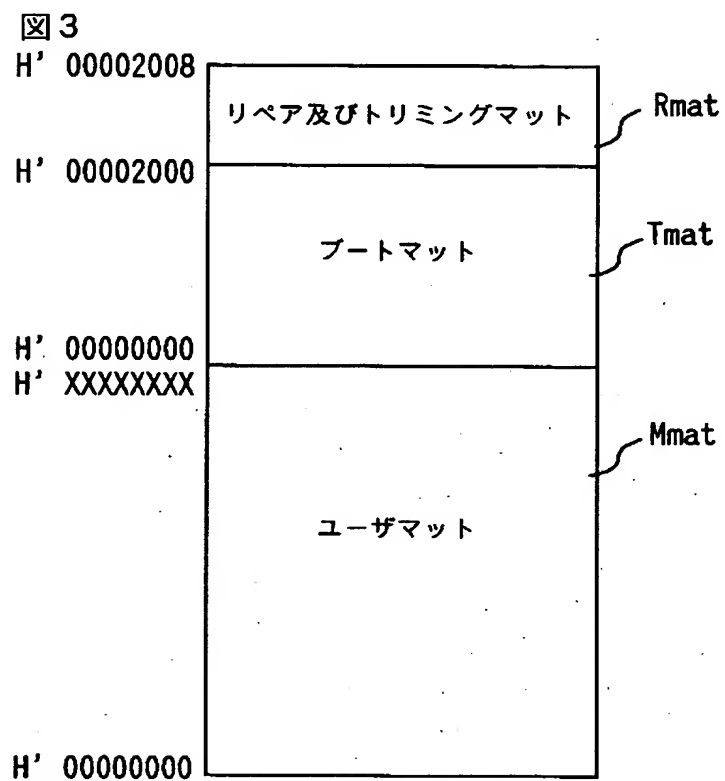 図3
H' 00002008
リペア及びトリミングマット
Rmat
H' 00002000
ブートマット
Tmat
H' 00000000
H' XXXXXXXX
Mmat
ユーザマット
H' 00000000